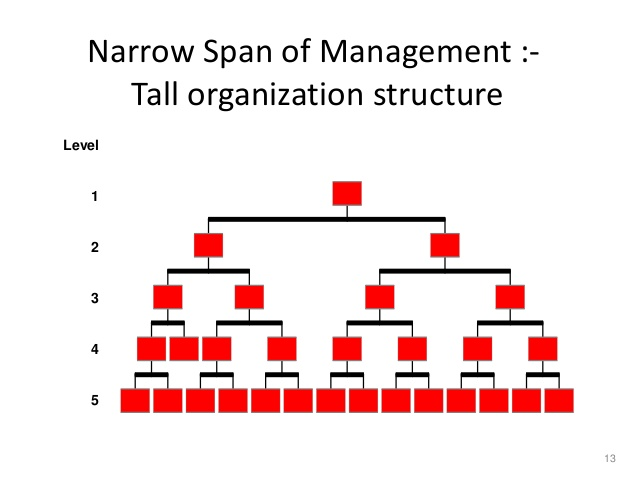 Narrow Span of Management :-
Tall organization structure
Level
1
2
3
4
5
13